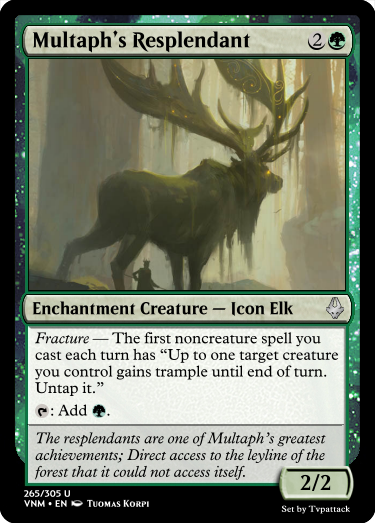 Multaph's Resplendant 2
Enchantment Creature — Icon Elk
Fracture — The first noncreature spell you
cast each turn has “Up to one target creature
you control gains trample until end of turn.
Untap it.”
: Add .
The resplendants are one of Multaph's greatest
achievements; Direct access to the leyline of the
forest that it could not access itself.
2/2
265/305 U
VNM • EN Tuomas Korpi
Set by Tvpattack